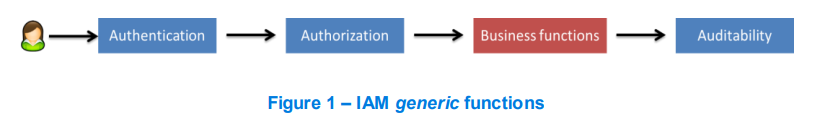 Authentication Authorization Business functions Auditability
Figure 1 – IAM generic functions